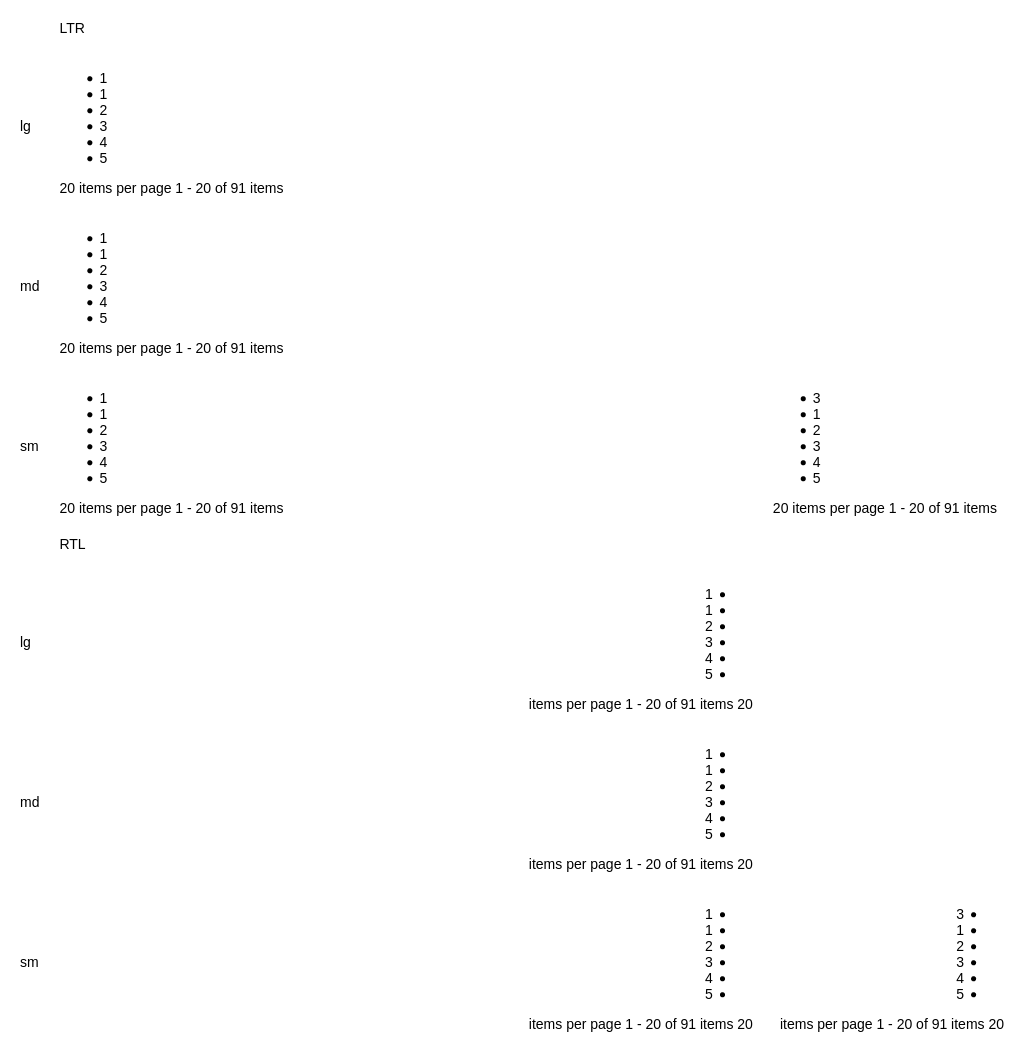 LTR
• 1
• 1
• 2
lg • 3
• 4
• 5
20 items per page 1 - 20 of 91 items
• 1
• 1
• 2
md • 3
• 4
• 5
20 items per page 1 - 20 of 91 items
• 1 • 3
• 1 • 1
• 2 • 2
sm • 3 • 3
• 4 • 4
• 5 • 5
20 items per page 1 - 20 of 91 items 20 items per page 1 - 20 of 91 items
RTL
1 •
1 •
2 •
lg 3 •
4 •
5 •
items per page 1 - 20 of 91 items 20
1 •
1 •
2 •
md 3 •
4 •
5 •
items per page 1 - 20 of 91 items 20
1 • 3 •
1 • 1 •
2 • 2 •
sm 3 • 3 •
4 • 4 •
5 • 5 •
items per page 1 - 20 of 91 items 20 items per page 1 - 20 of 91 items 20